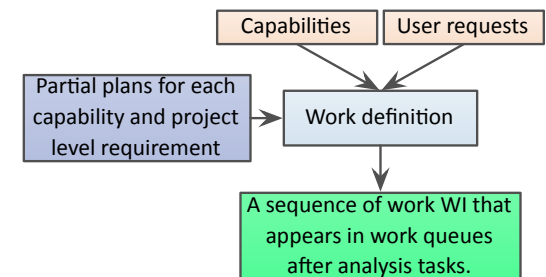 Capabilities
User requests
Partial plans for each
capability and project
level requirement
Work definition
A sequence of work WI that
appears in work queues
after analysis tasks.